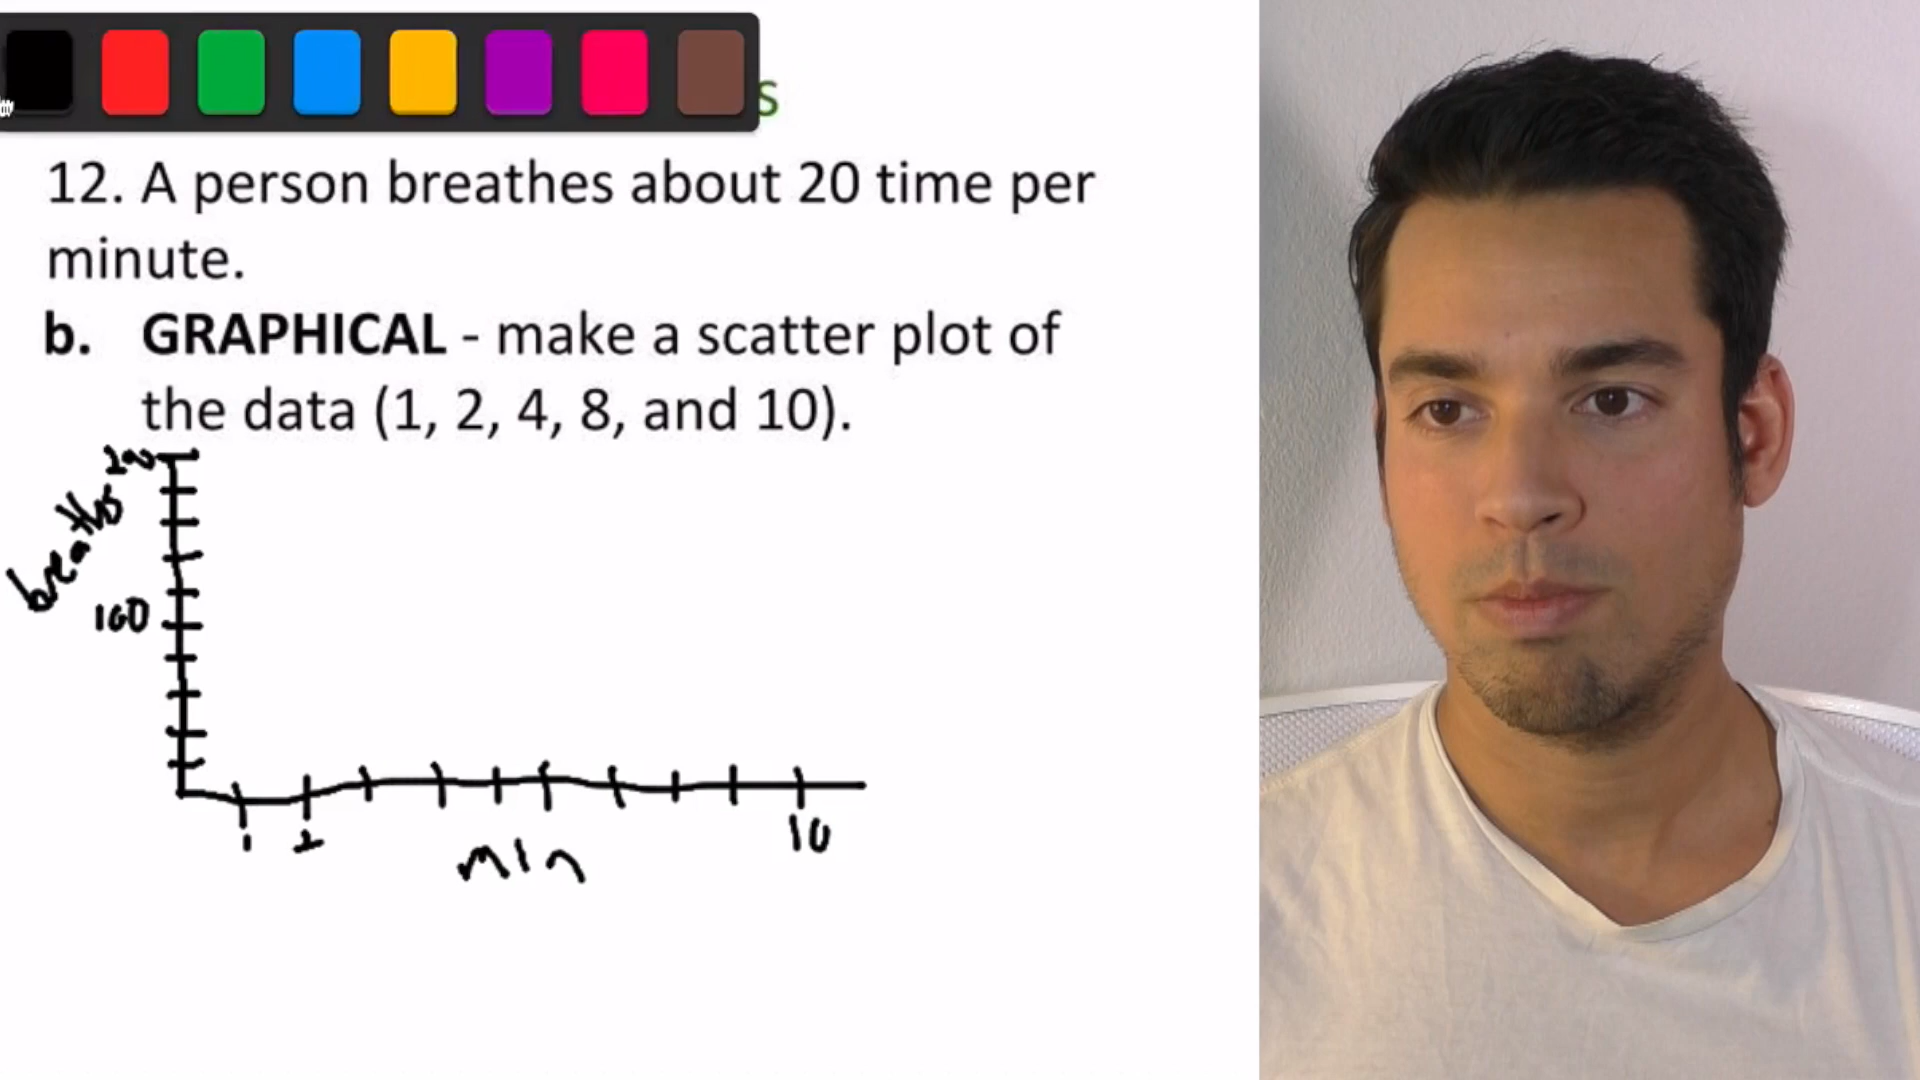 s
12. A person breathes about 20 time per
minute.
b. GRAPHICAL - make a scatter plot of
the data (1, 2, 4, 8, and 10).
breaths
100
1 2 10
min